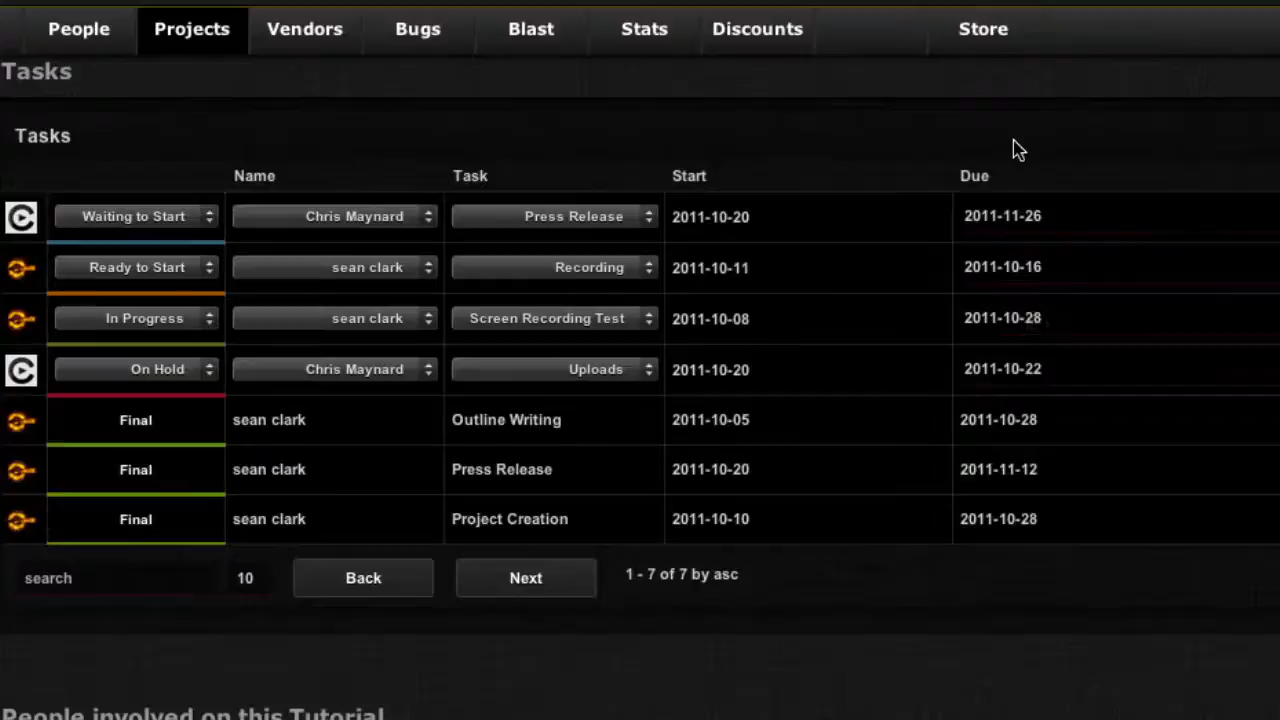 People Projects Vendors Bugs Blast Stats Discounts Store
Tasks
Tasks
Name Task Start Due
Waiting to Start Chris Maynard Press Release 2011-10-20 2011-11-26
Ready to Start sean clark Recording 2011-10-11 2011-10-16
In Progress sean clark Screen Recording Test 2011-10-08 2011-10-28
On Hold Chris Maynard Uploads 2011-10-20 2011-10-22
Final sean clark Outline Writing 2011-10-05 2011-10-28
Final sean clark Press Release 2011-10-20 2011-11-12
Final sean clark Project Creation 2011-10-10 2011-10-28
search 10 Back Next 1 - 7 of 7 by asc
People involved on this Tutorial